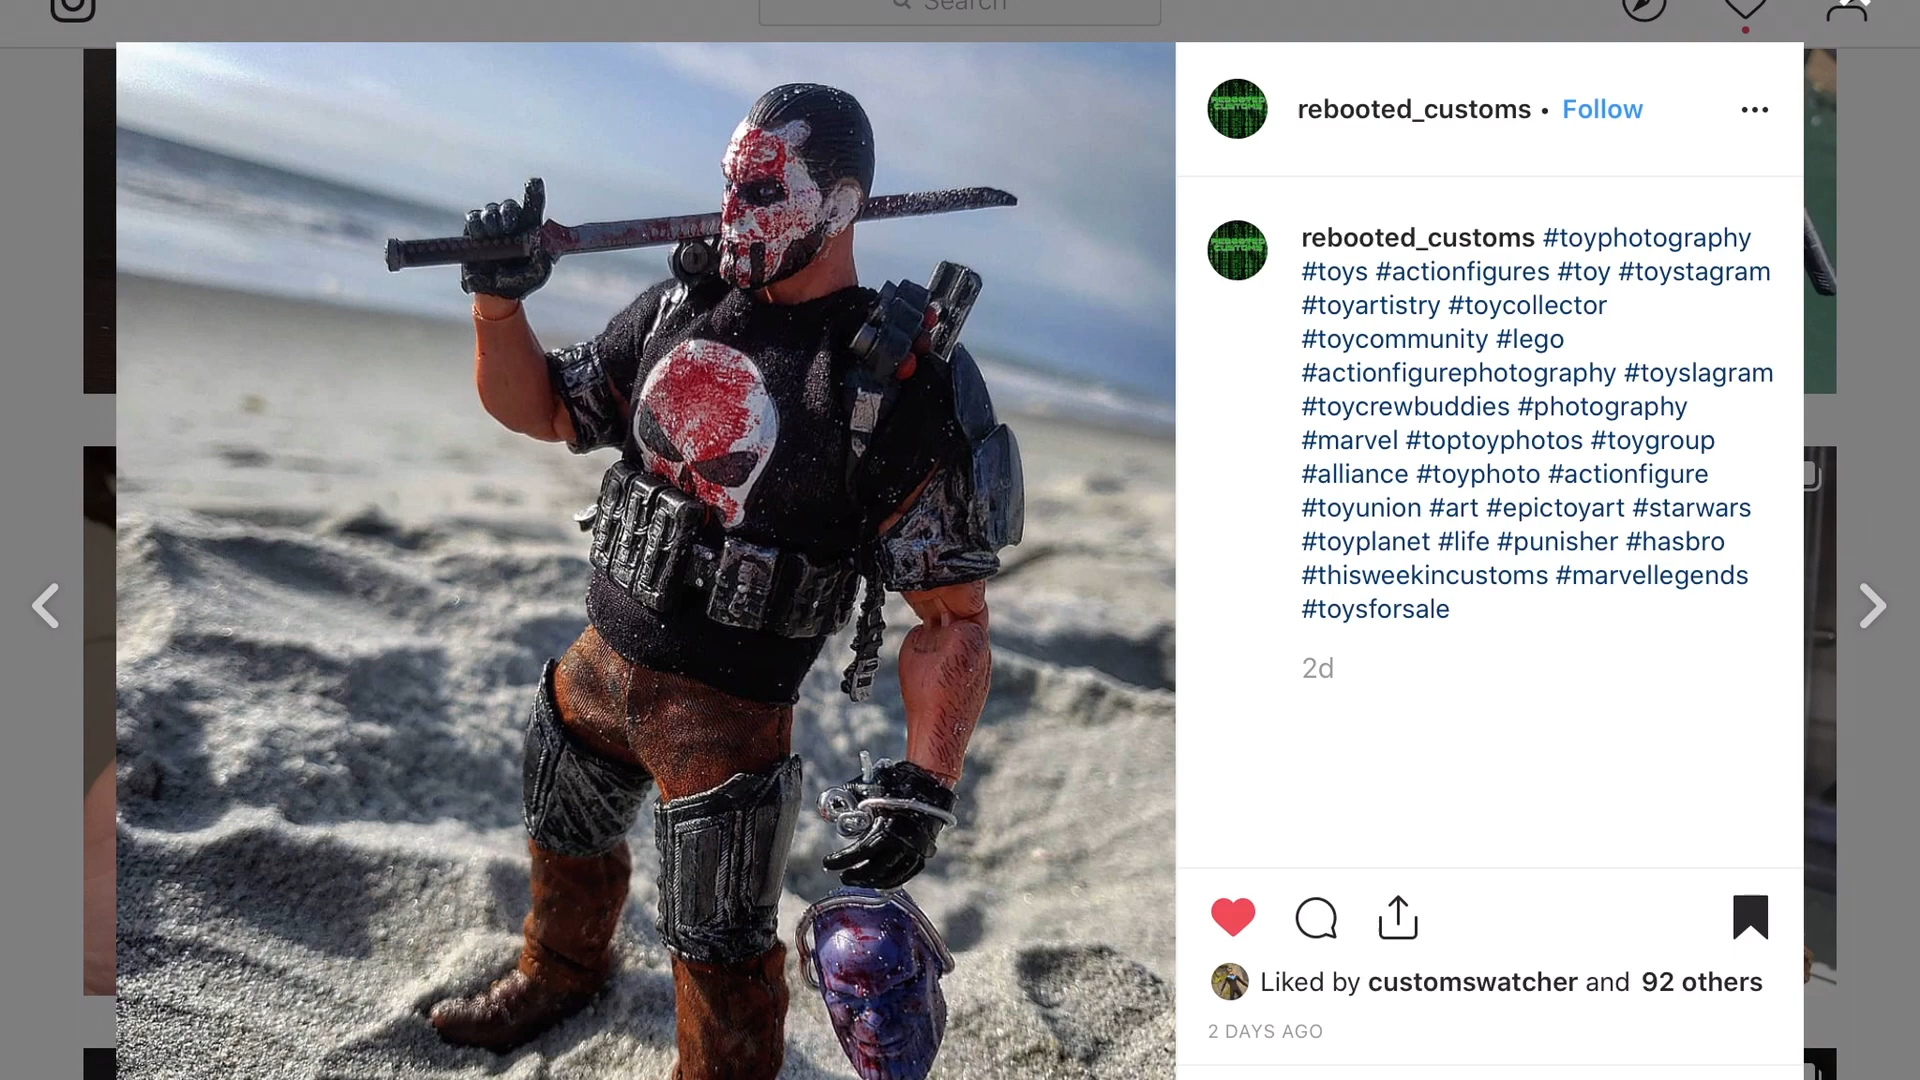 Search
rebooted_customs • Follow
rebooted_customs #toyphotography
#toys #actionfigures #toy #toystagram
#toyartistry #toycollector
#toycommunity #lego
#actionfigurephotography #toyslagram
#toycrewbuddies #photography
#marvel #toptoyphotos #toygroup
#alliance #toyphoto #actionfigure
#toyunion #art #epictoyart #starwars
#toyplanet #life #punisher #hasbro
#thisweekincustoms #marvellegends
#toysforsale
2d
Liked by customswatcher and 92 others
2 DAYS AGO